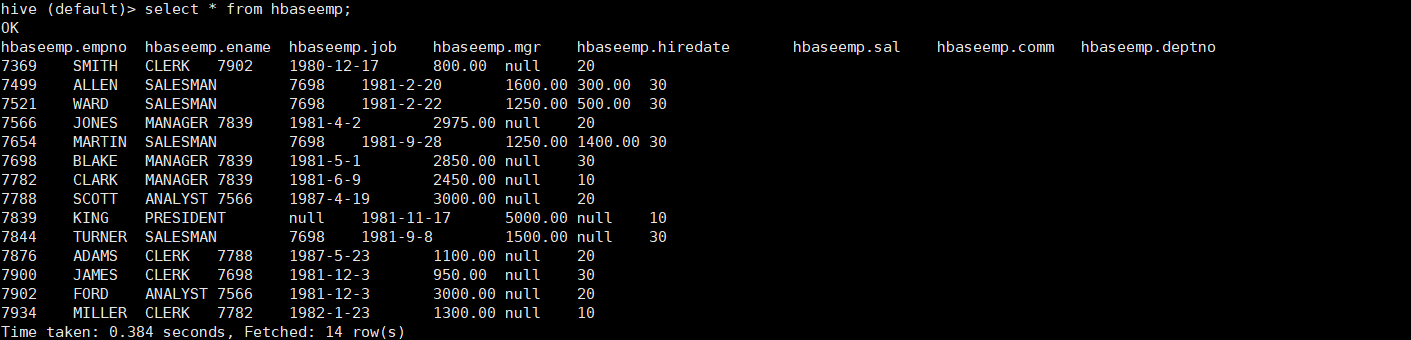 hive (default)> select * from hbaseemp;
OK
hbaseemp.empno hbaseemp.ename hbaseemp.job hbaseemp.mgr hbaseemp.hiredate hbaseemp.sal hbaseemp.comm hbaseemp.deptno
7369 SMITH CLERK 7902 1980-12-17 800.00 null 20
7499 ALLEN SALESMAN 7698 1981-2-20 1600.00 300.00 30
7521 WARD SALESMAN 7698 1981-2-22 1250.00 500.00 30
7566 JONES MANAGER 7839 1981-4-2 2975.00 null 20
7654 MARTIN SALESMAN 7698 1981-9-28 1250.00 1400.00 30
7698 BLAKE MANAGER 7839 1981-5-1 2850.00 null 30
7782 CLARK MANAGER 7839 1981-6-9 2450.00 null 10
7788 SCOTT ANALYST 7566 1987-4-19 3000.00 null 20
7839 KING PRESIDENT null 1981-11-17 5000.00 null 10
7844 TURNER SALESMAN 7698 1981-9-8 1500.00 null 30
7876 ADAMS CLERK 7788 1987-5-23 1100.00 null 20
7900 JAMES CLERK 7698 1981-12-3 950.00 null 30
7902 FORD ANALYST 7566 1981-12-3 3000.00 null 20
7934 MILLER CLERK 7782 1982-1-23 1300.00 null 10
Time taken: 0.384 seconds, Fetched: 14 row(s)